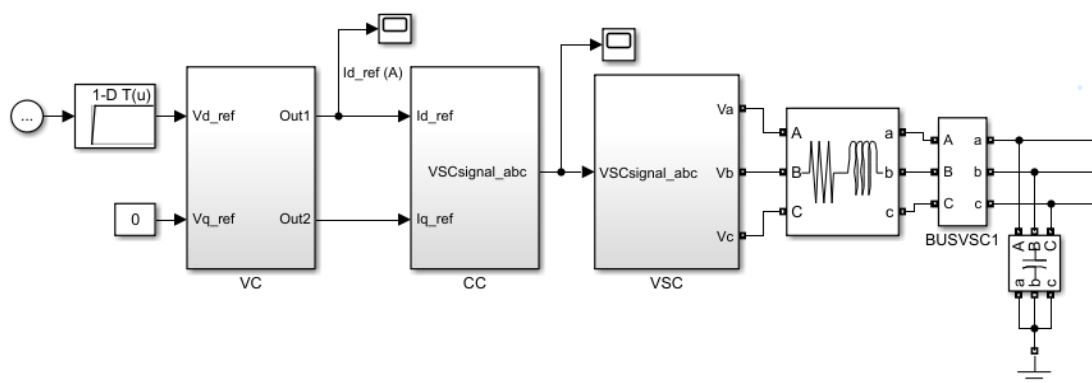 1-D T(u)
...
Id_ref (A)
Vd_ref
Out1
Id_ref
Va
A
a
A
a
VSCsignal_abc
VSCsignal_abc
Vb
B
b
B
b
0
Vq_ref
Out2
Iq_ref
Vc
C
c
C
c
VC
CC
VSC
BUSVSC1
A
B
C
a
b
c